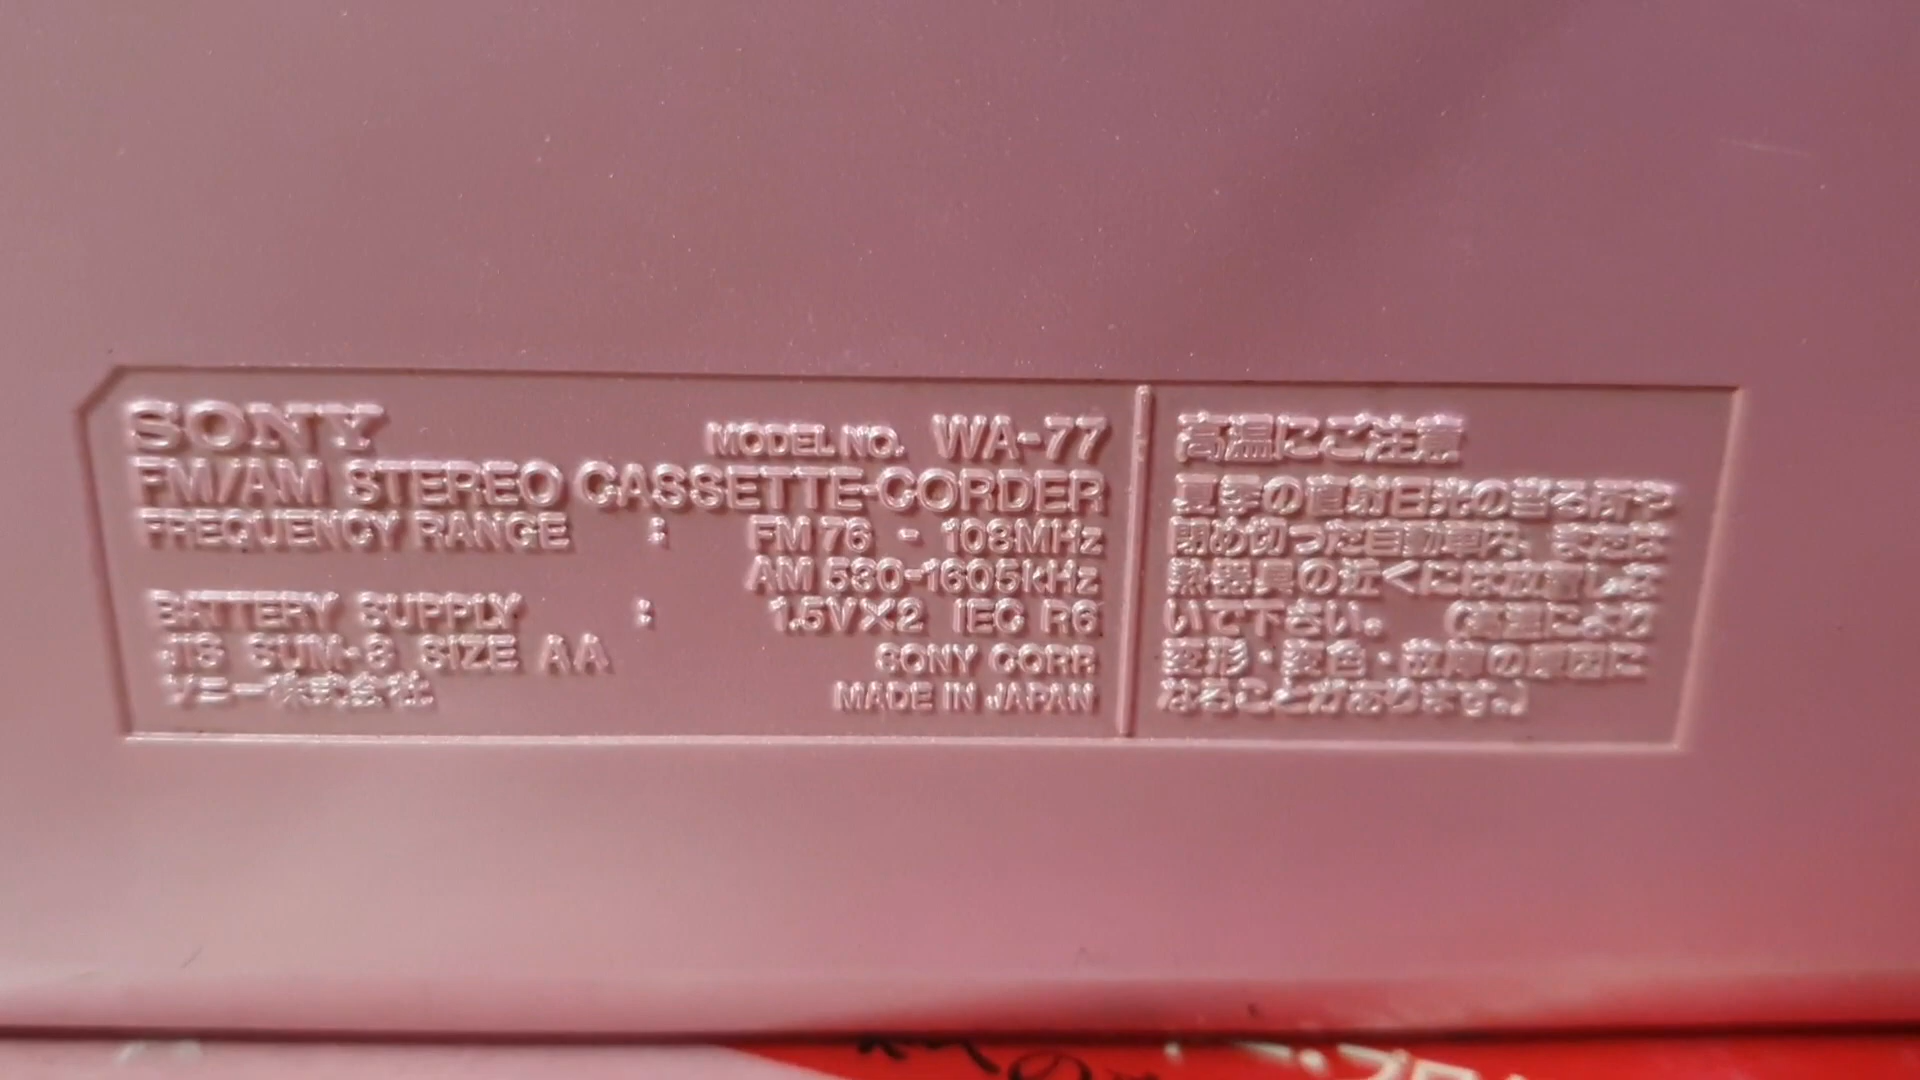 SONY MODEL NO. WA-77
FM/AM STEREO CASSETTE-CORDER
FREQUENCY RANGE : FM 76 - 108MHz
AM 530-1605kHz
BATTERY SUPPLY : 1.5V×2 IEC R6
JIS SUM-3 SIZE AA
SONY CORP.
ソニー株式会社
MADE IN JAPAN
高温にご注意
夏季の直射日光の当る所や
閉め切った自動車内、または
熱器具の近くには放置しな
いで下さい。(高温により
変形・変色・故障の原因に
なることがあります。)